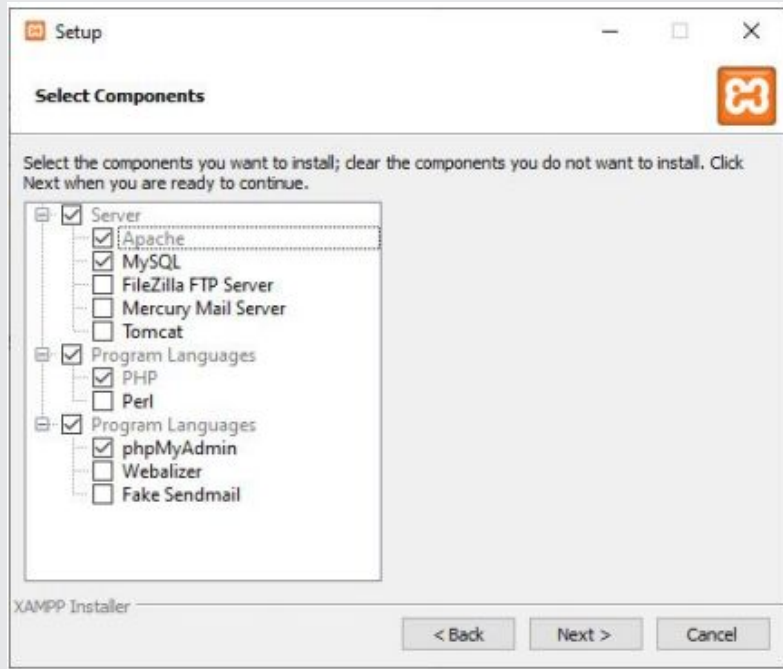 Setup
Select Components
Select the components you want to install; clear the components you do not want to install. Click
Next when you are ready to continue.
Server
Apache
MySQL
FileZilla FTP Server
Mercury Mail Server
Tomcat
Program Languages
PHP
Perl
Program Languages
phpMyAdmin
Webalizer
Fake Sendmail
XAMPP Installer
< Back
Next >
Cancel